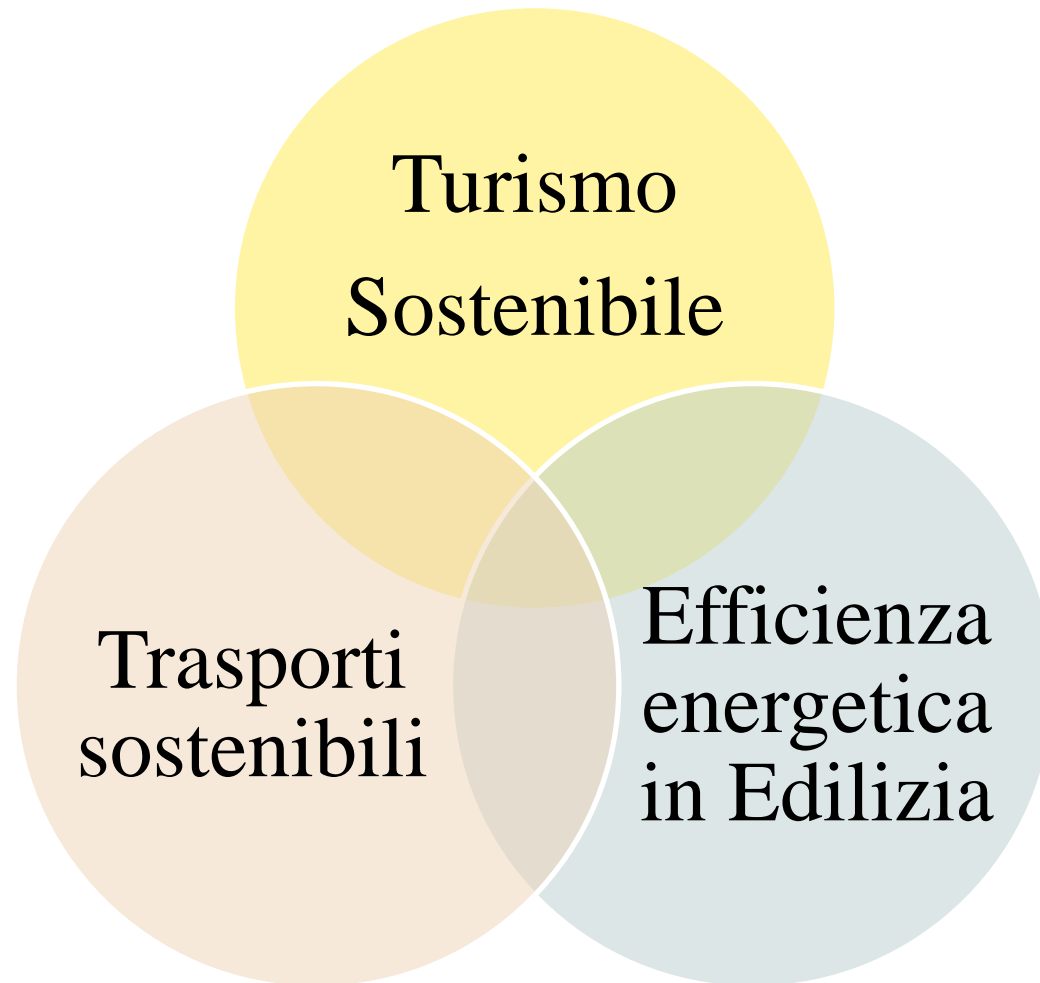 Turismo
Sostenibile
Trasporti
sostenibili
Efficienza
energetica
in Edilizia